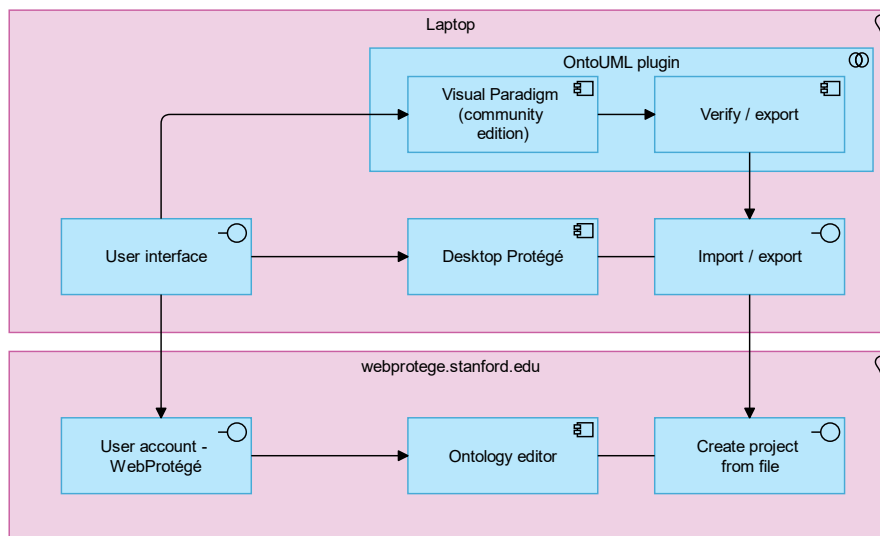 Laptop
OntoUML plugin
Visual Paradigm
(community
edition)
Verify / export
User interface
Desktop Protégé
Import / export
webprotege.stanford.edu
User account -
WebProtégé
Ontology editor
Create project
from file